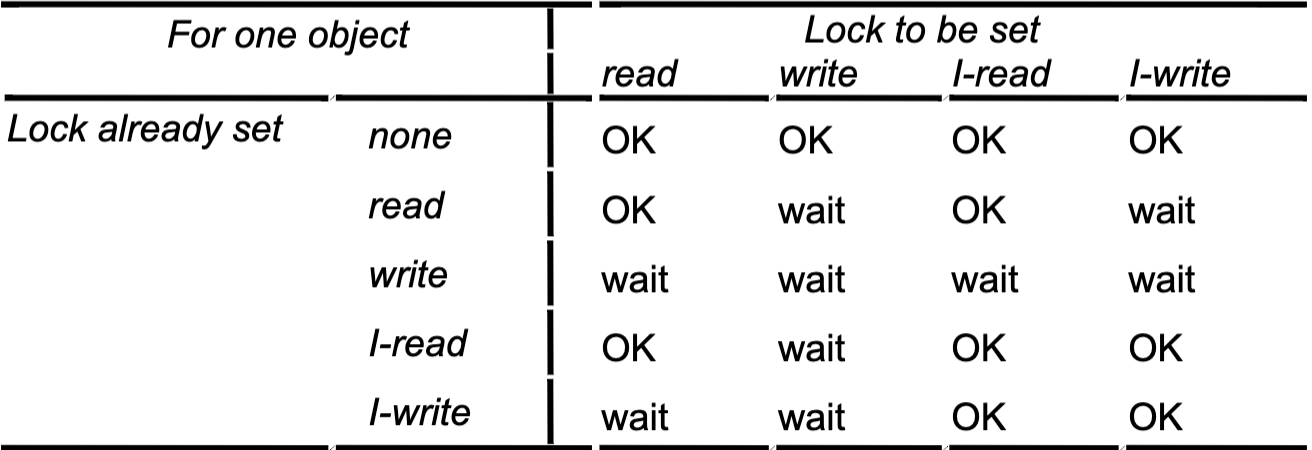 For one object Lock to be set
read write I-read I-write
Lock already set none OK OK OK OK
read OK wait OK wait
write wait wait wait wait
I-read OK wait OK OK
I-write wait wait OK OK